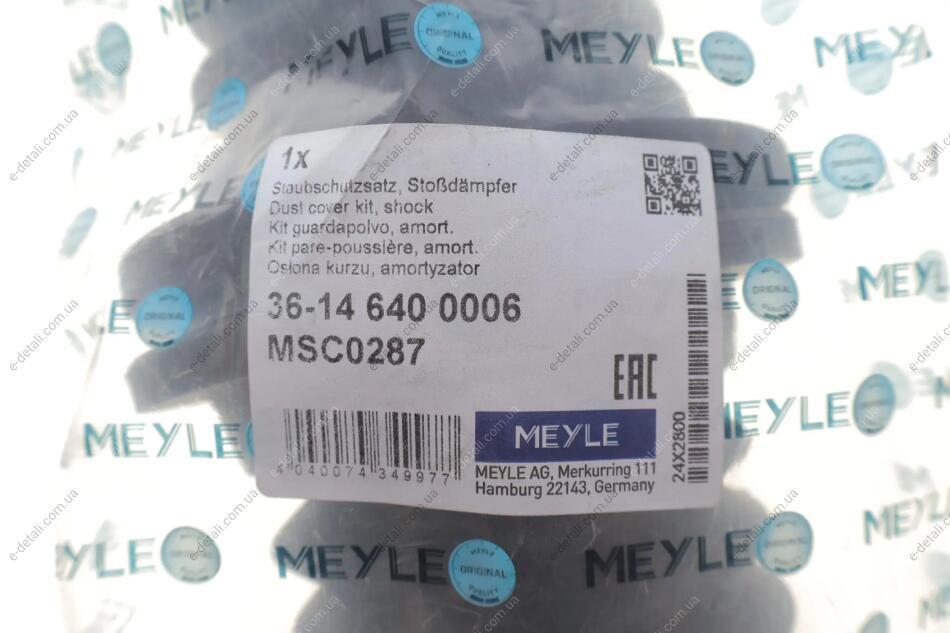 1x
Staubschutzsatz, Stoßdämpfer
Dust cover kit, shock
Kit guardapolvo, amort.
Kit pare-poussière, amort.
Osłona kurzu, amortyzator
36-14 640 0006
MSC0287
EAC
4 040074 349977
MEYLE
MEYLE AG, Merkurring 111
Hamburg 22143, Germany
24X2800
MEYLE
MEYLE ORIGINAL QUALITY
e-detali.com.ua